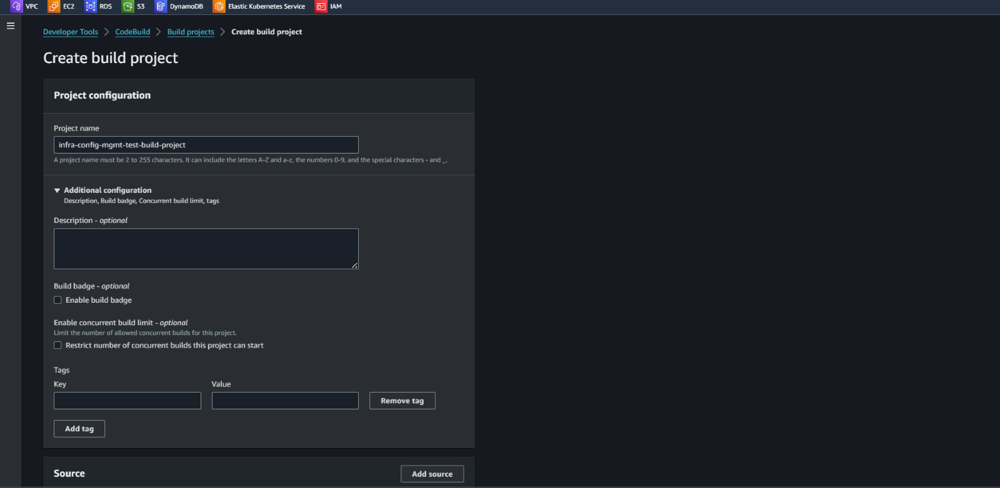 VPC EC2 RDS S3 DynamoDB Elastic Kubernetes Service IAM
Developer Tools CodeBuild Build projects Create build project
Create build project
Project configuration
Project name
infra-config-mgmt-test-build-project
A project name must be 2 to 255 characters. It can include the letters A-Z and a-z, the numbers 0-9, and the special characters - and _.
Additional configuration
Description, Build badge, Concurrent build limit, tags
Description - optional
Build badge - optional
Enable build badge
Enable concurrent build limit - optional
Limit the number of allowed concurrent builds for this project.
Restrict number of concurrent builds this project can start
Tags
Key Value
Remove tag
Add tag
Source Add source